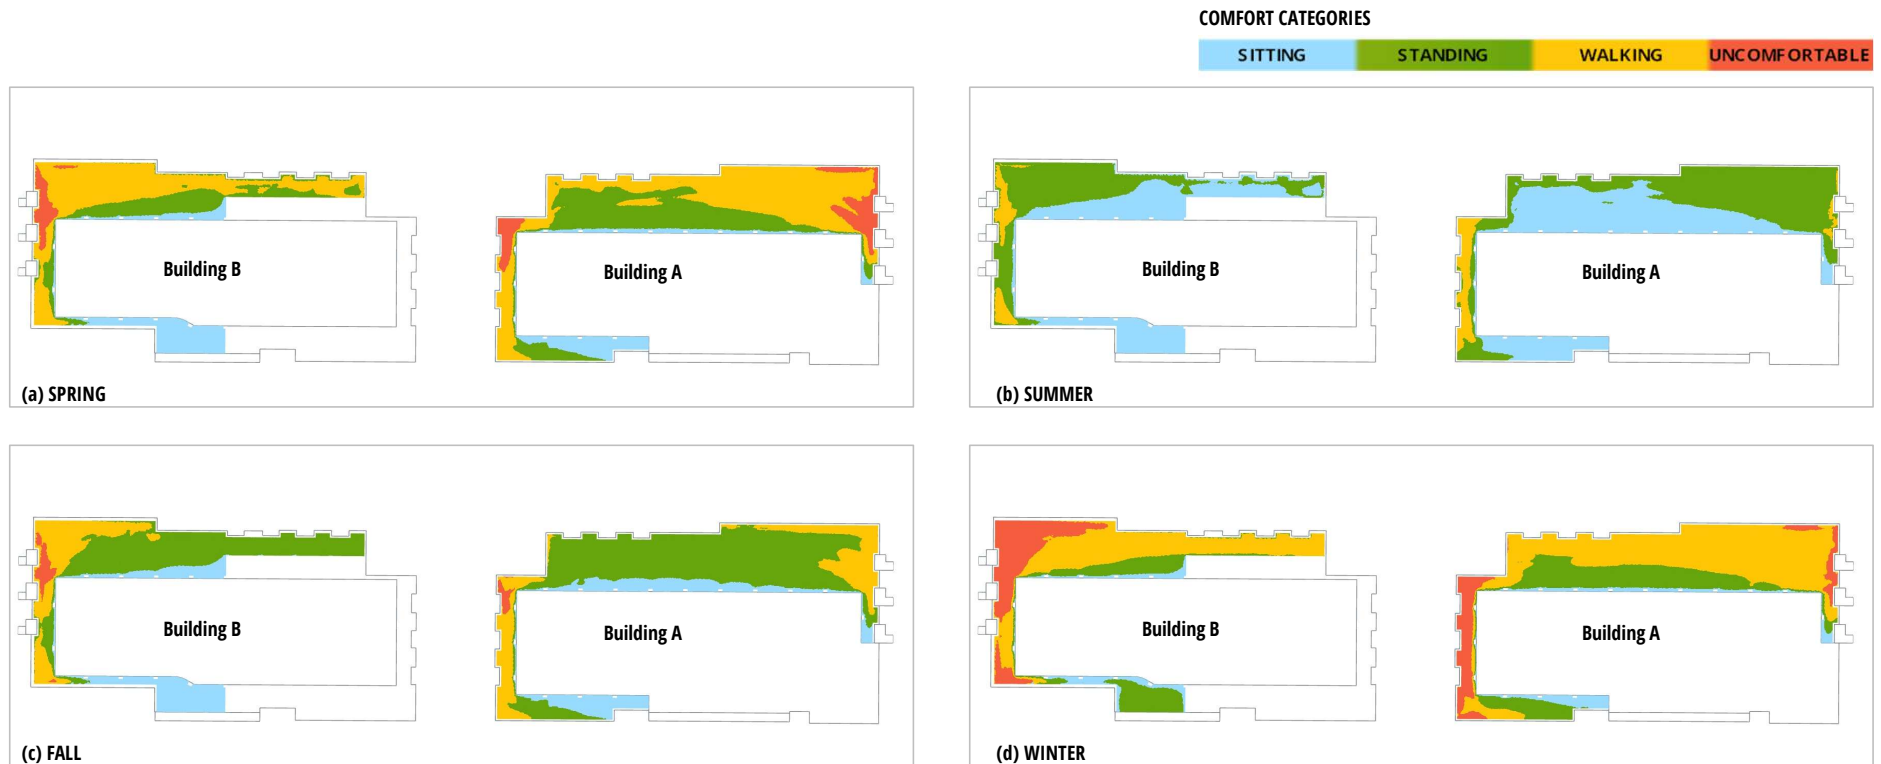 COMFORT CATEGORIES
SITTING STANDING WALKING UNCOMFORTABLE
Building B
Building A
(a) SPRING
Building B
Building A
(b) SUMMER
Building B
Building A
(c) FALL
Building B
Building A
(d) WINTER